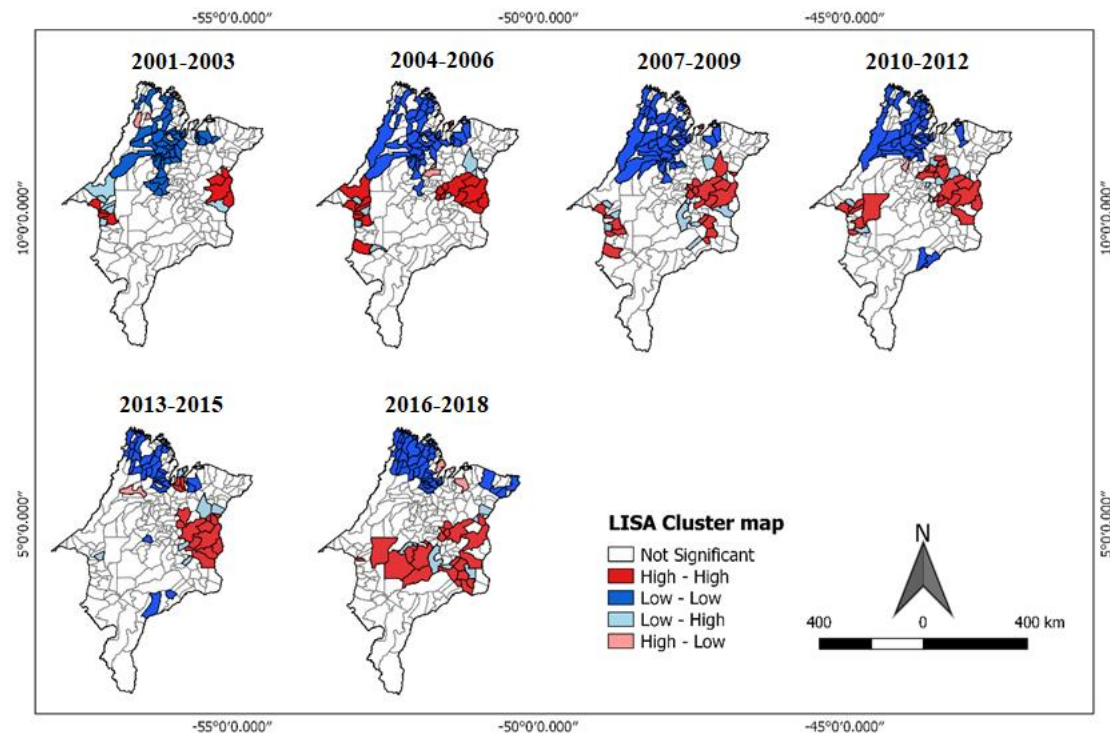 -55°0'0.000" -50°0'0.000" -45°0'0.000"
2001-2003 2004-2006 2007-2009 2010-2012
10°0'0.000" 10°0'0.000"
2013-2015 2016-2018
5°0'0.000" 5°0'0.000"
LISA Cluster map
Not Significant
High - High
Low - Low
Low - High
High - Low
N
400 0 400 km
-55°0'0.000" -50°0'0.000" -45°0'0.000"